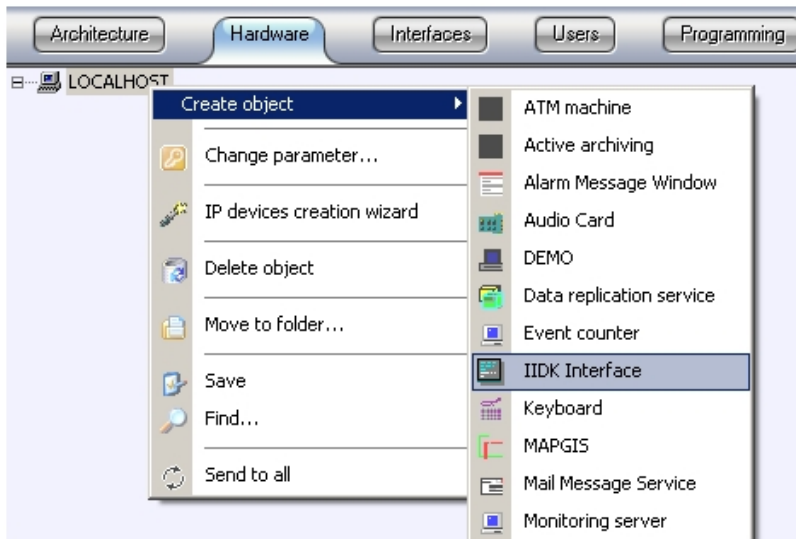 Architecture Hardware Interfaces Users Programming
LOCALHOST
Create object
Change parameter...
IP devices creation wizard
Delete object
Move to folder...
Save
Find...
Send to all
ATM machine
Active archiving
Alarm Message Window
Audio Card
DEMO
Data replication service
Event counter
IIDK Interface
Keyboard
MAPGIS
Mail Message Service
Monitoring server